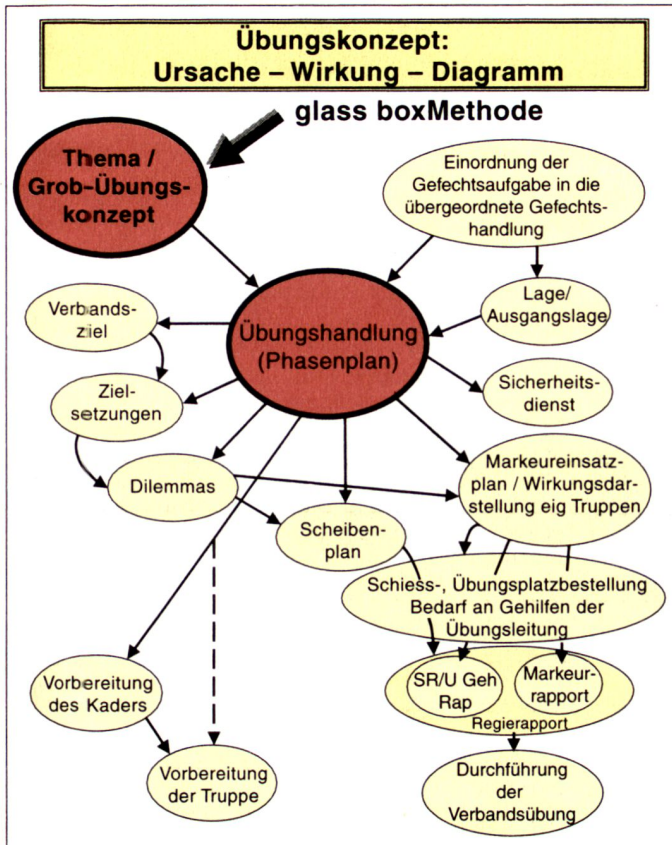 Übungskonzept:
Ursache – Wirkung – Diagramm
glass boxMethode
Thema /
Grob-Übungs-
konzept
Einordnung der
Gefechtsaufgabe in die
übergeordnete Gefechts-
handlung
Verbands-
ziel
Übungshandlung
(Phasenplan)
Lage/
Ausgangslage
Ziel-
setzungen
Sicherheits-
dienst
Dilemmas
Markeureinsatz-
plan / Wirkungsdar-
stellung eig Truppen
Scheiben-
plan
Schiess-, Übungsplatzbestellung
Bedarf an Gehilfen der
Übungsleitung
Vorbereitung
des Kaders
SR/U Geh
Rap
Markeur-
rapport
Regierapport
Vorbereitung
der Truppe
Durchführung
der
Verbandsübung